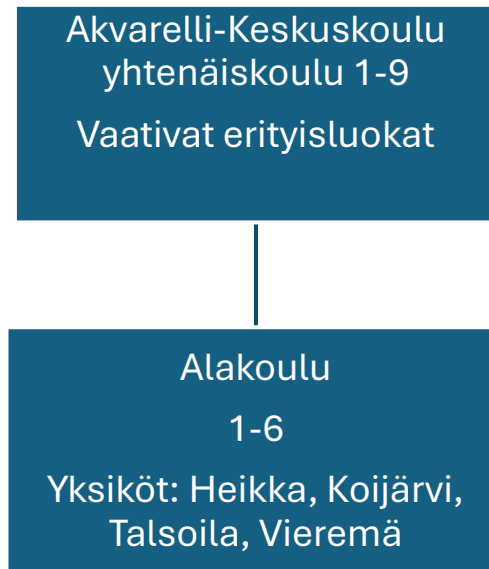 Akvarelli-Keskuskoulu
yhtenäiskoulu 1-9
Vaativat erityisluokat
Alakoulu
1-6
Yksiköt: Heikka, Koijärvi,
Talsoila, Vieremä